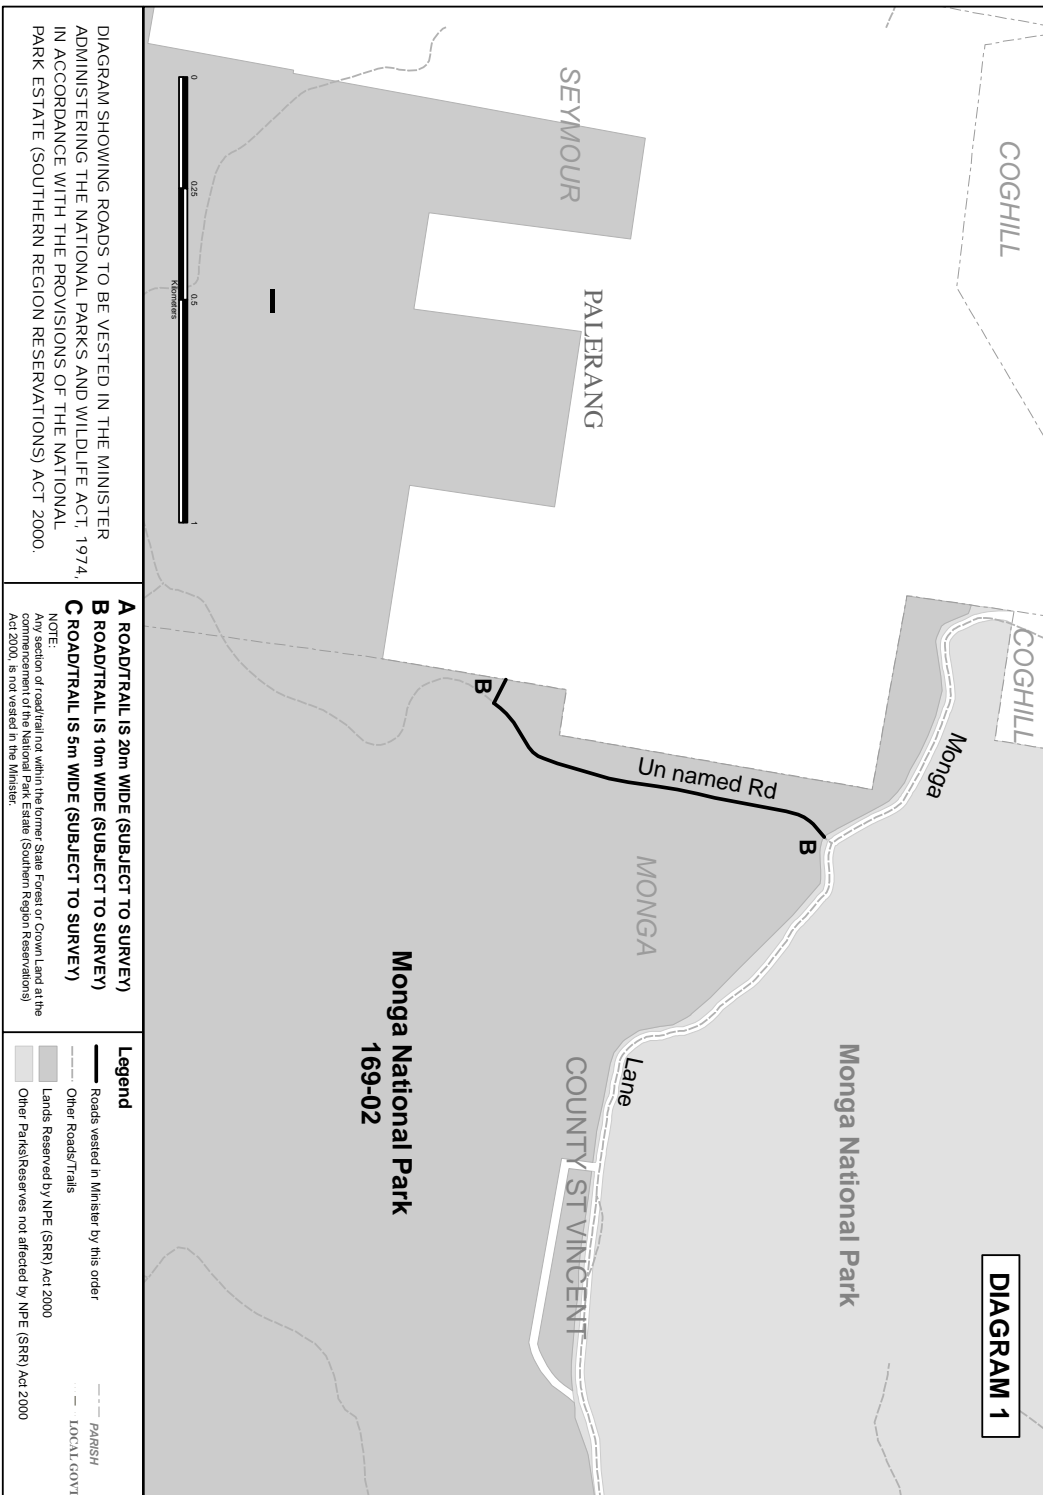 DIAGRAM 1
COGHILL
COGHILL
SEYMOUR
PALERANG
Monga
Un named Rd
B
B
MONGA
Lane
COUNTY ST VINCENT
Monga National Park
Monga National Park
169-02
0
0.25
0.5
1
Kilometers
DIAGRAM SHOWING ROADS TO BE VESTED IN THE MINISTER
ADMINISTERING THE NATIONAL PARKS AND WILDLIFE ACT, 1974,
IN ACCORDANCE WITH THE PROVISIONS OF THE NATIONAL
PARK ESTATE (SOUTHERN REGION RESERVATIONS) ACT 2000.
A ROAD/TRAIL IS 20m WIDE (SUBJECT TO SURVEY)
B ROAD/TRAIL IS 10m WIDE (SUBJECT TO SURVEY)
C ROAD/TRAIL IS 5m WIDE (SUBJECT TO SURVEY)
NOTE:
Any section of road/trail not within the former State Forest or Crown Land at the
commencement of the National Park Estate (Southern Region Reservations)
Act 2000, is not vested in the Minister.
Legend
Roads vested in Minister by this order
Other Roads/Trails
Lands Reserved by NPE (SRR) Act 2000
Other Parks\Reserves not affected by NPE (SRR) Act 2000
PARISH
LOCAL GOVT